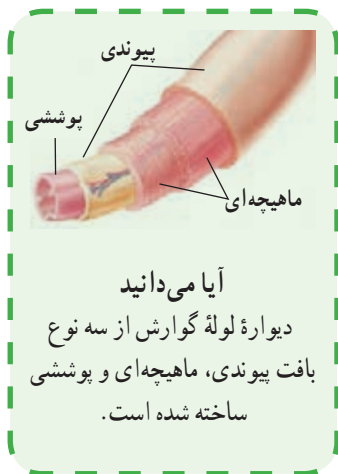 پیوندی
پوششی
ماهیچه‌ای
آیا می‌دانید
دیوارهٔ لولهٔ گوارش از سه نوع
بافت پیوندی، ماهیچه‌ای و پوششی
ساخته شده است.